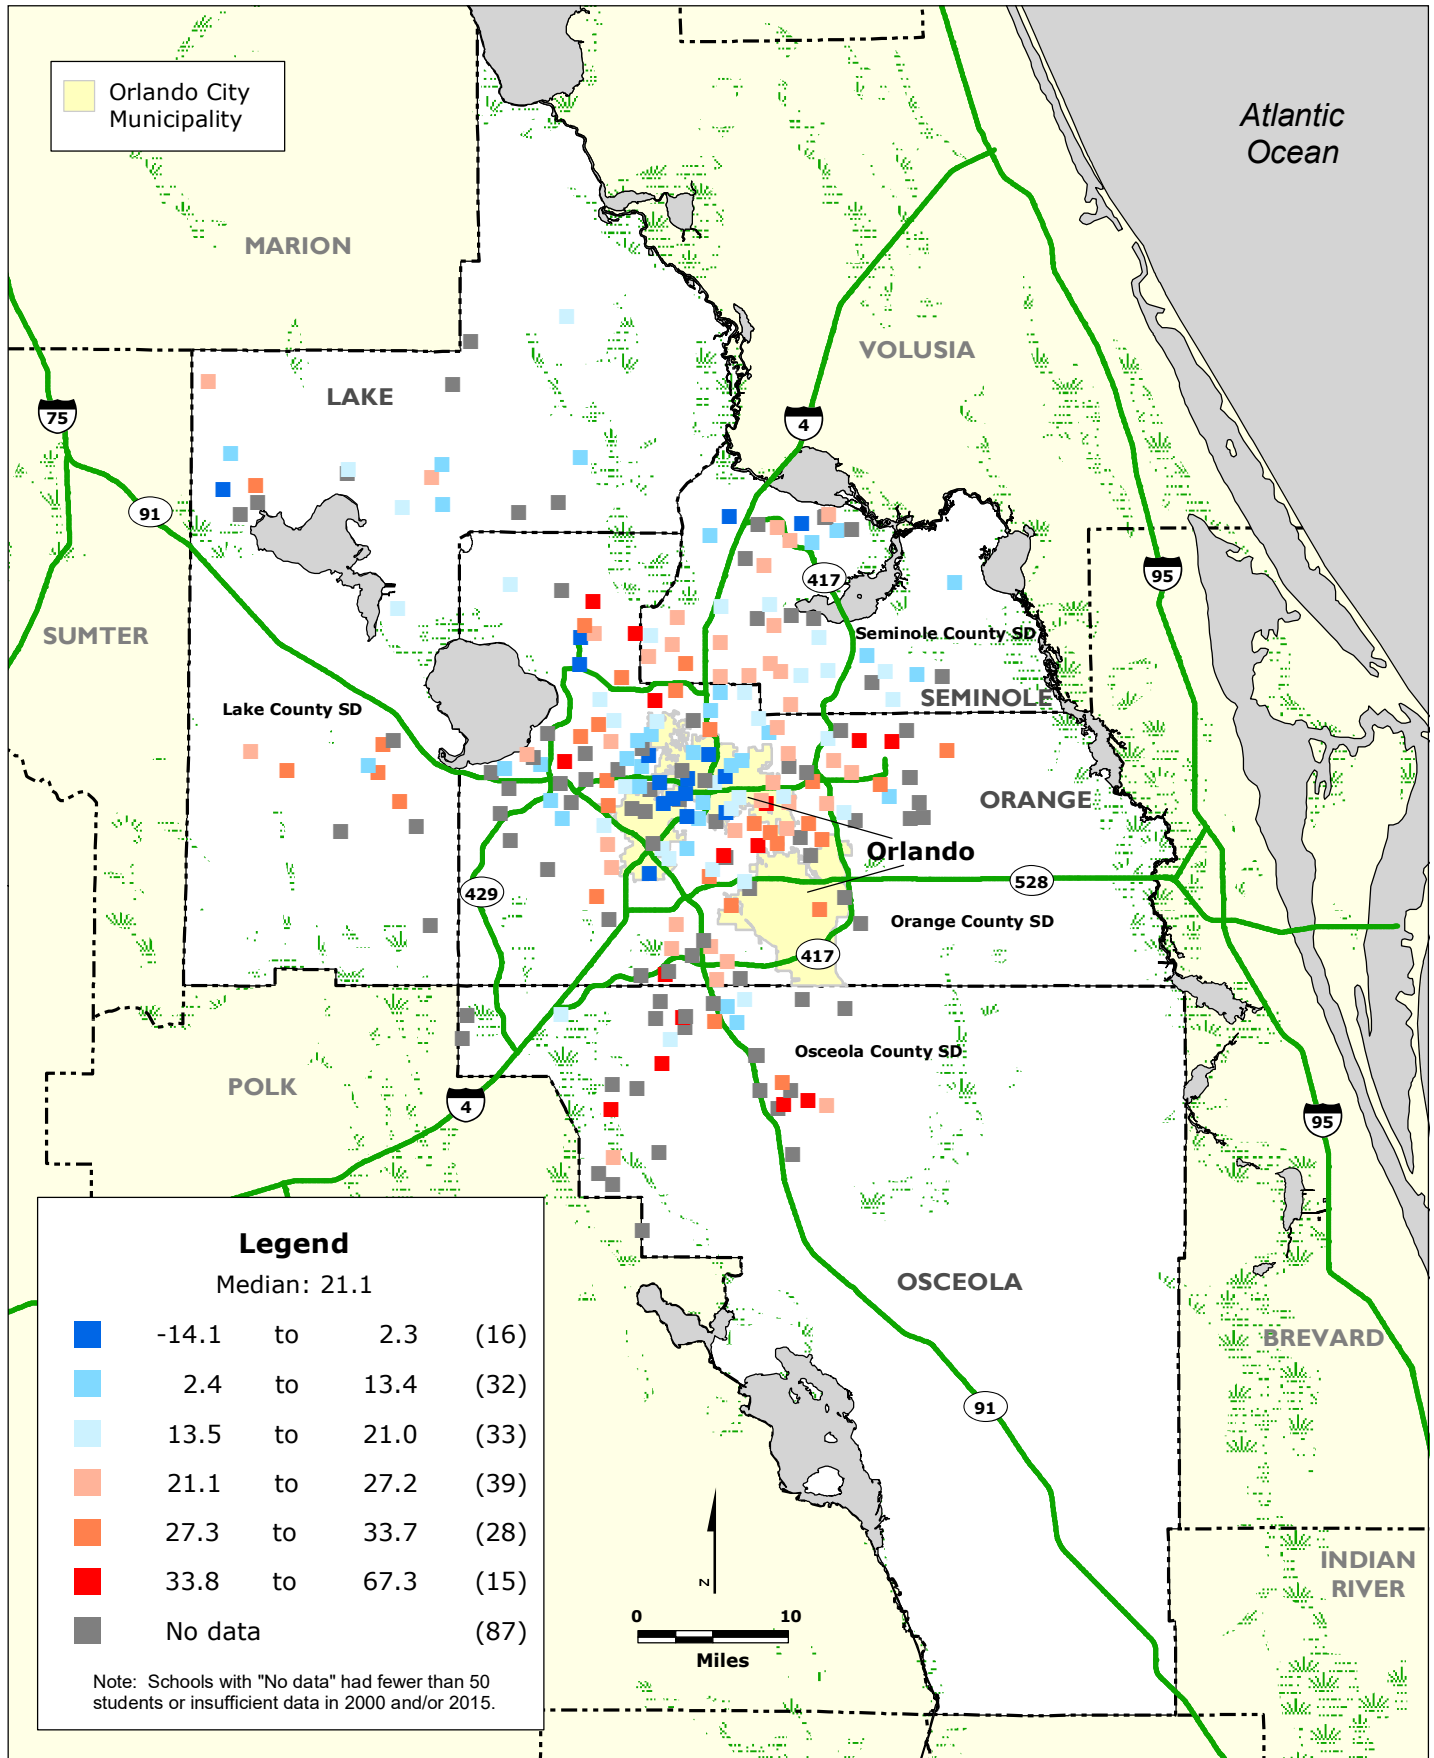 Orlando City
Municipality
Atlantic
Ocean
MARION
VOLUSIA
LAKE
75
4
91
417
95
SUMTER
Seminole County SD
SEMINOLE
Lake County SD
ORANGE
Orlando
429
528
Orange County SD
417
Osceola County SD
POLK
4
95
OSCEOLA
BREVARD
91
INDIAN
RIVER
Legend
Median: 21.1
-14.1 to 2.3 (16)
2.4 to 13.4 (32)
13.5 to 21.0 (33)
21.1 to 27.2 (39)
27.3 to 33.7 (28)
33.8 to 67.3 (15)
No data (87)
Note: Schools with "No data" had fewer than 50
students or insufficient data in 2000 and/or 2015.
N
0 10
Miles